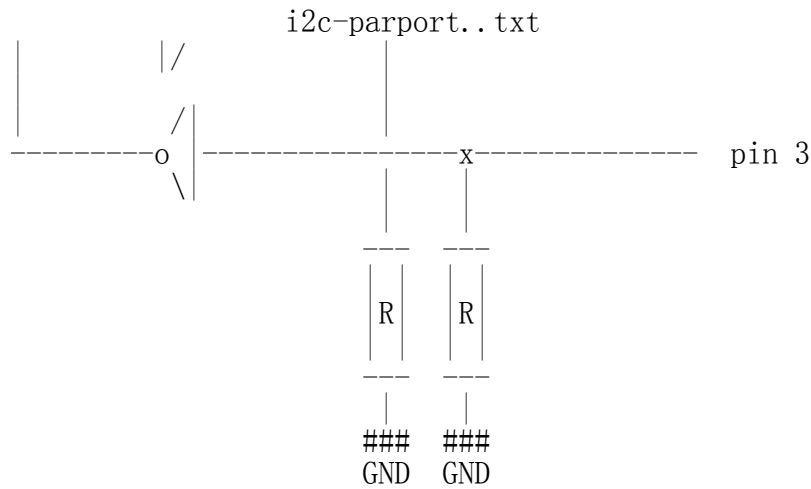 i2c-parport..txt
o x pin 3
R R
### ###
GND GND